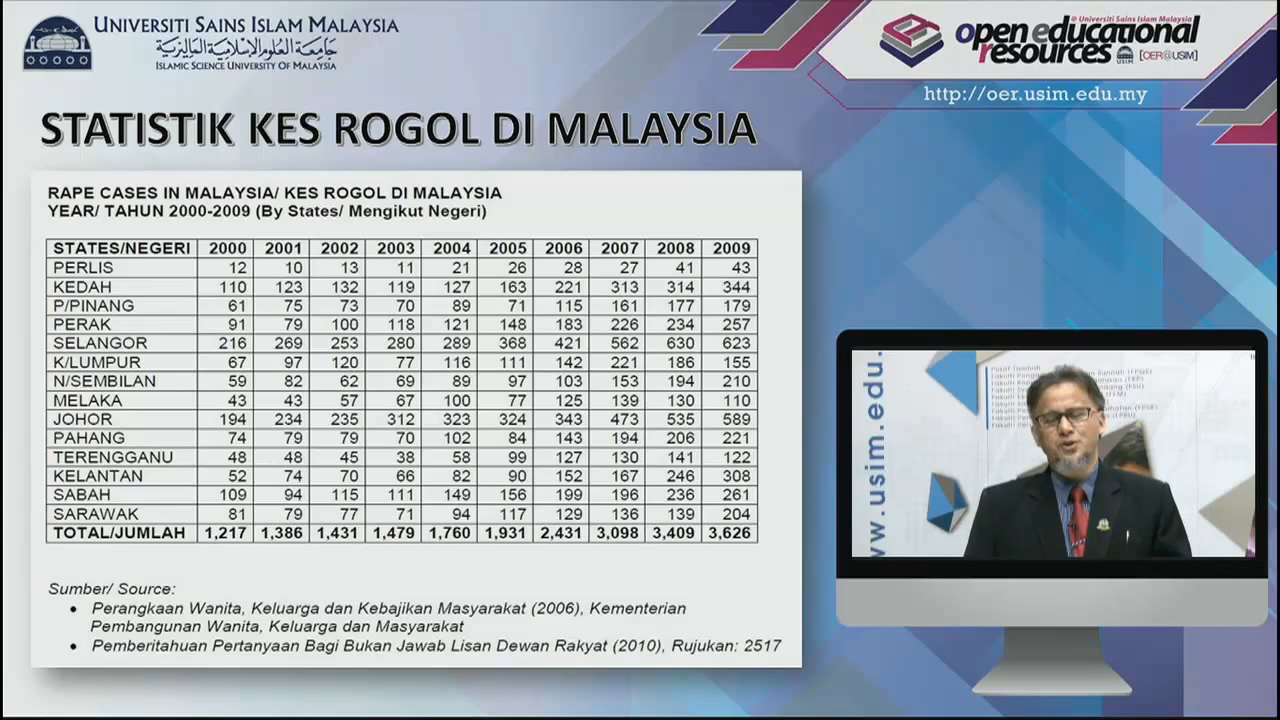 UNIVERSITI SAINS ISLAM MALAYSIA
جامعة العلوم الإسلامية الماليزية
ISLAMIC SCIENCE UNIVERSITY OF MALAYSIA
@ Universiti Sains Islam Malaysia
open educational
resources
USIM [OER@USIM]
http://oer.usim.edu.my
STATISTIK KES ROGOL DI MALAYSIA
RAPE CASES IN MALAYSIA/ KES ROGOL DI MALAYSIA
YEAR/ TAHUN 2000-2009 (By States/ Mengikut Negeri)
STATES/NEGERI 2000 2001 2002 2003 2004 2005 2006 2007 2008 2009
PERLIS 12 10 13 11 21 26 28 27 41 43
KEDAH 110 123 132 119 127 163 221 313 314 344
P/PINANG 61 75 73 70 89 71 115 161 177 179
PERAK 91 79 100 118 121 148 183 226 234 257
SELANGOR 216 269 253 280 289 368 421 562 630 623
K/LUMPUR 67 97 120 77 116 111 142 221 186 155
N/SEMBILAN 59 82 62 69 89 97 103 153 194 210
MELAKA 43 43 57 67 100 77 125 139 130 110
JOHOR 194 234 235 312 323 324 343 473 535 589
PAHANG 74 79 79 70 102 84 143 194 206 221
TERENGGANU 48 48 45 38 58 99 127 130 141 122
KELANTAN 52 74 70 66 82 90 152 167 246 308
SABAH 109 94 115 111 149 156 199 196 236 261
SARAWAK 81 79 77 71 94 117 129 136 139 204
TOTAL/JUMLAH 1,217 1,386 1,431 1,479 1,760 1,931 2,431 3,098 3,409 3,626
Sumber/ Source:
• Perangkaan Wanita, Keluarga dan Kebajikan Masyarakat (2006), Kementerian
Pembangunan Wanita, Keluarga dan Masyarakat
• Pemberitahuan Pertanyaan Bagi Bukan Jawab Lisan Dewan Rakyat (2010), Rujukan: 2517
www.usim.edu.